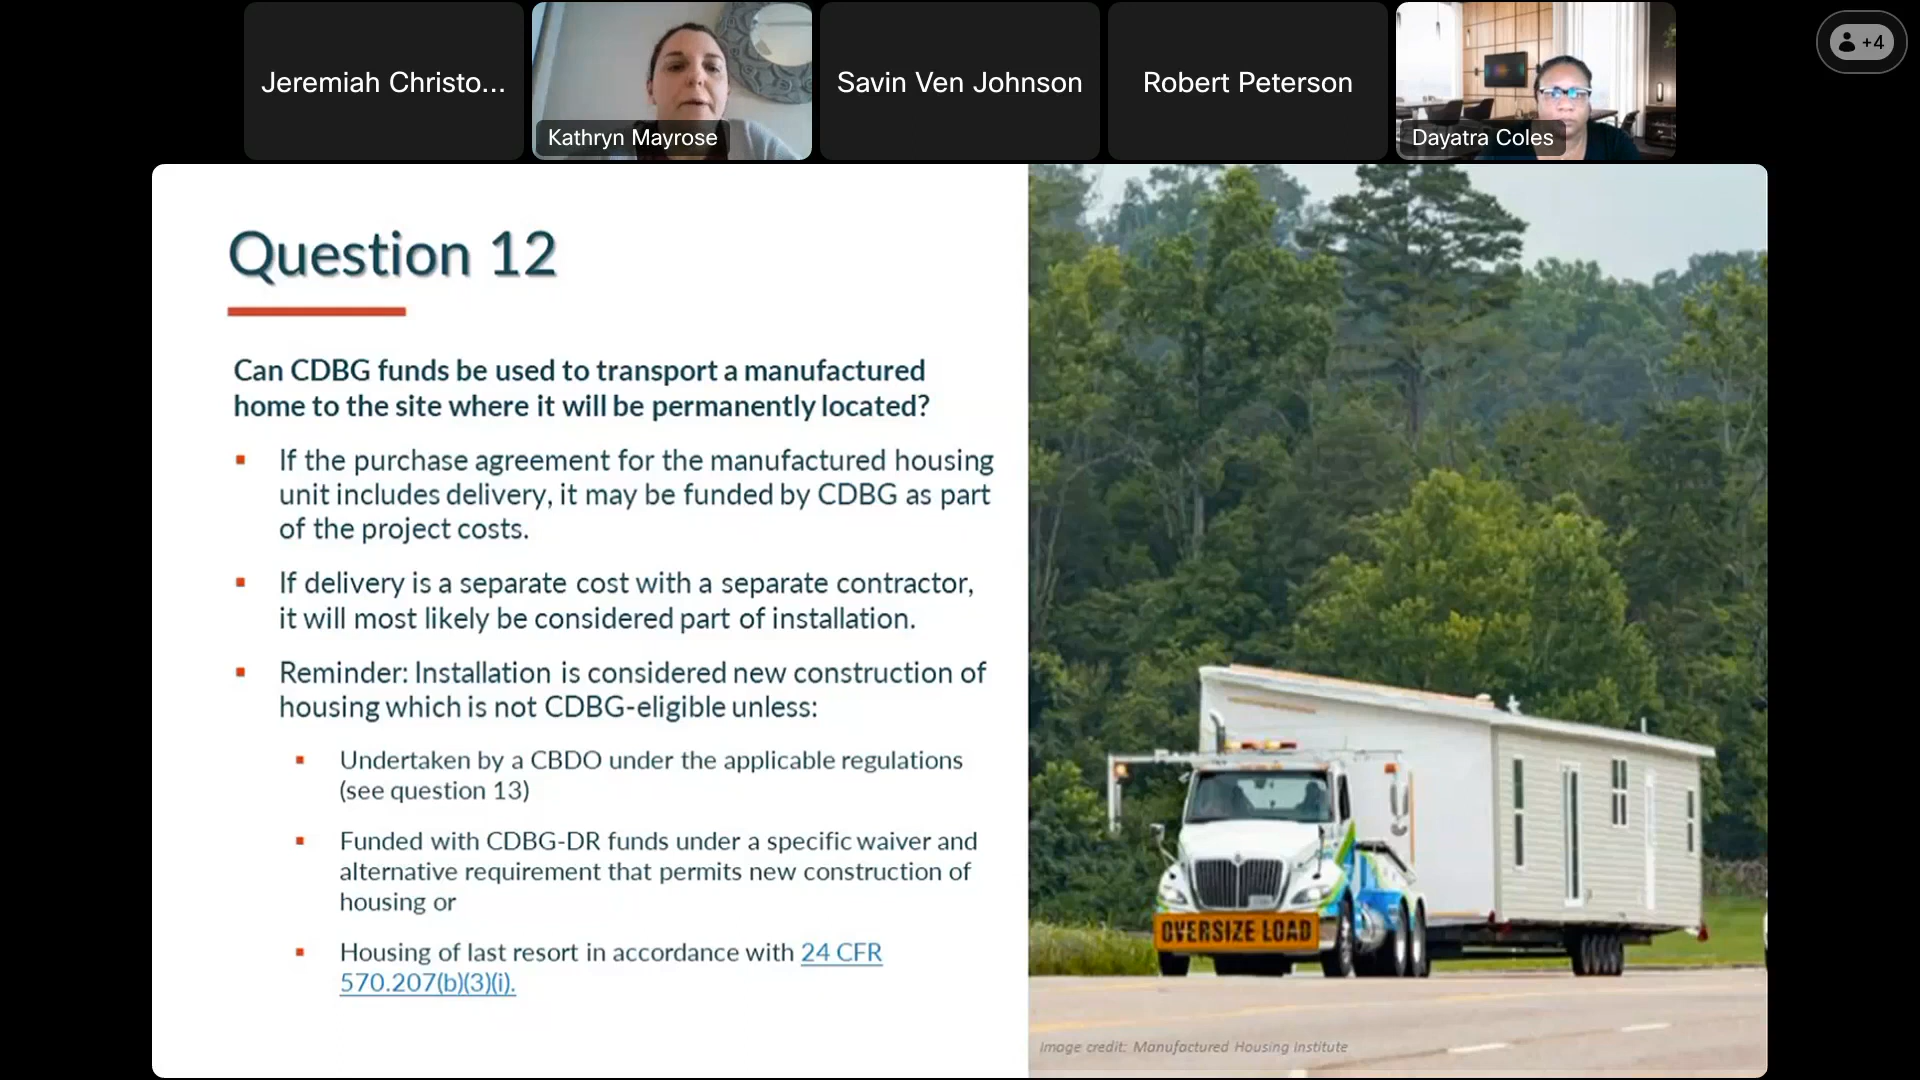 Jeremiah Christo...
Kathryn Mayrose
Savin Ven Johnson
Robert Peterson
Dayatra Coles
+4
Question 12
Can CDBG funds be used to transport a manufactured
home to the site where it will be permanently located?
▪ If the purchase agreement for the manufactured housing
unit includes delivery, it may be funded by CDBG as part
of the project costs.
▪ If delivery is a separate cost with a separate contractor,
it will most likely be considered part of installation.
▪ Reminder: Installation is considered new construction of
housing which is not CDBG-eligible unless:
▪ Undertaken by a CBDO under the applicable regulations
(see question 13)
▪ Funded with CDBG-DR funds under a specific waiver and
alternative requirement that permits new construction of
housing or
▪ Housing of last resort in accordance with 24 CFR
570.207(b)(3)(i).
OVERSIZE LOAD
Image credit: Manufactured Housing Institute